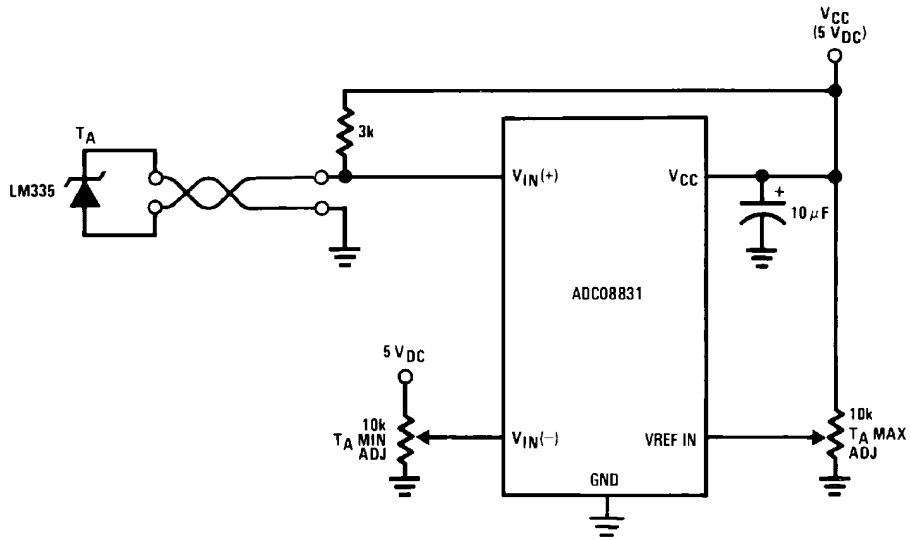 VCC
(5 VDC)
3k
TA
LM335
VIN(+)
VCC
+
10 µF
ADC08831
5 VDC
10k
TA MIN
ADJ
VIN(–)
VREF IN
10k
TA MAX
ADJ
GND